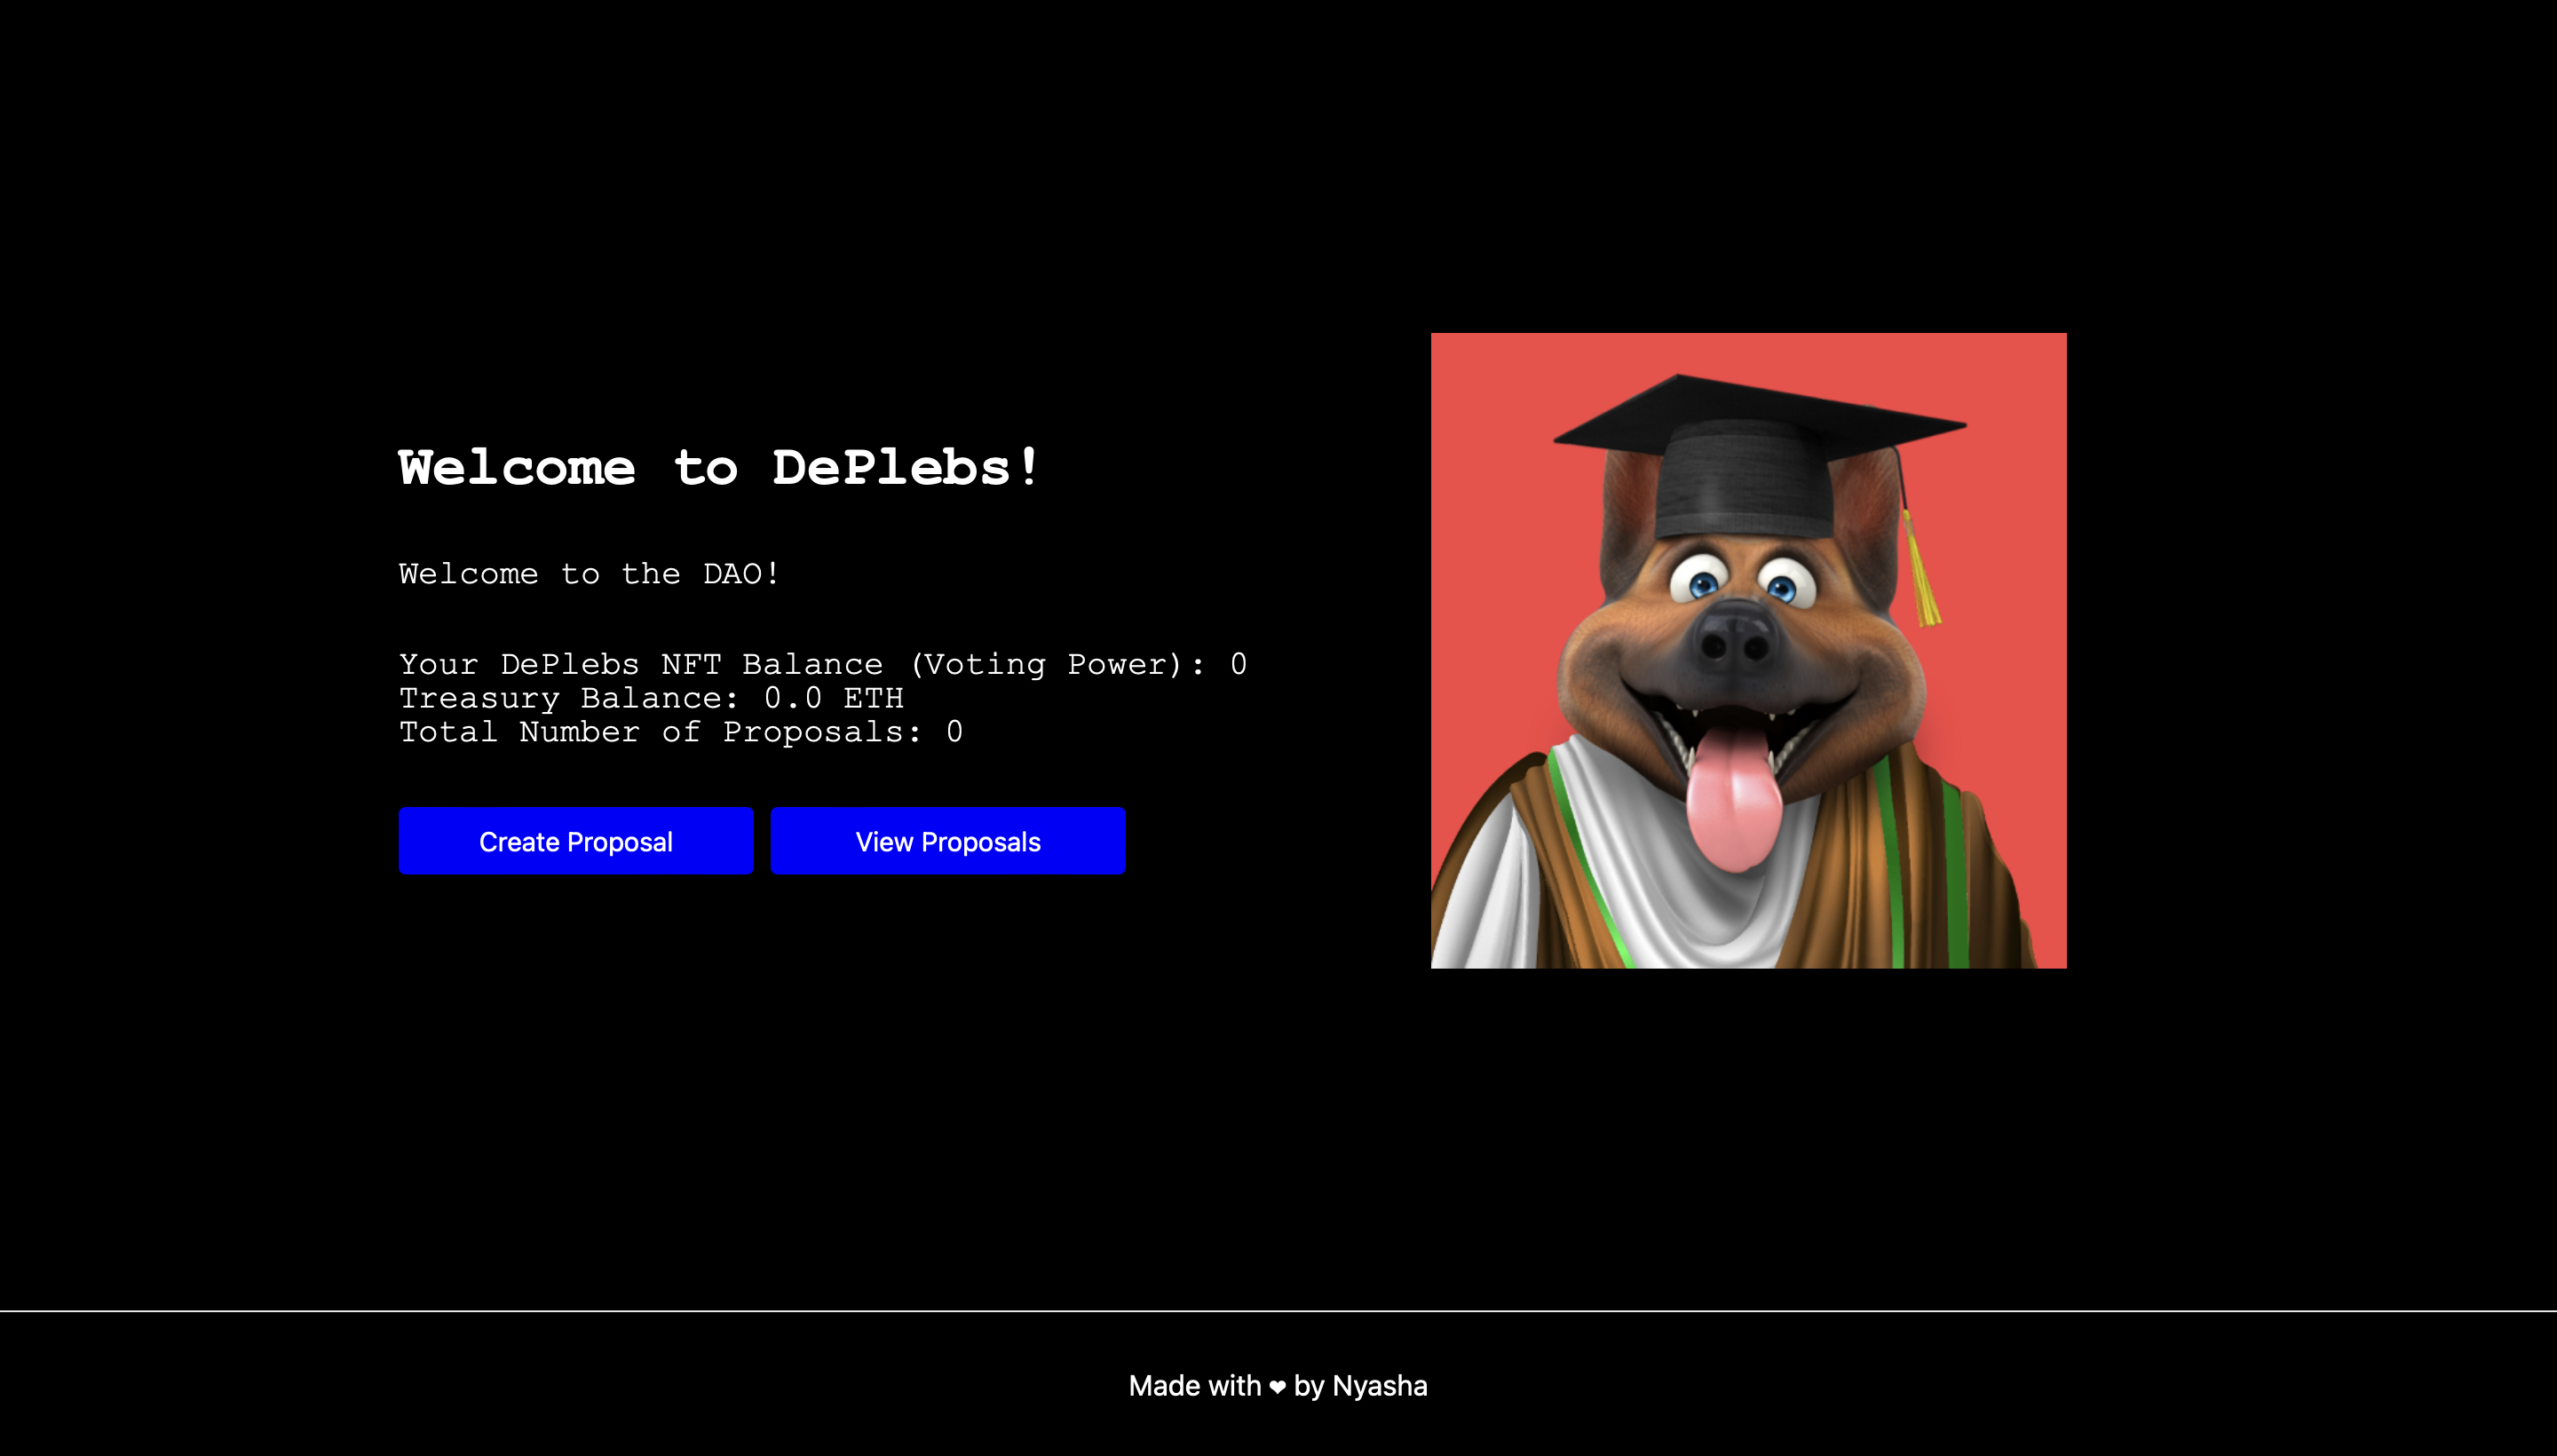 Welcome to DePlebs!
Welcome to the DAO!
Your DePlebs NFT Balance (Voting Power): 0
Treasury Balance: 0.0 ETH
Total Number of Proposals: 0
Create Proposal
View Proposals
Made with ❤ by Nyasha